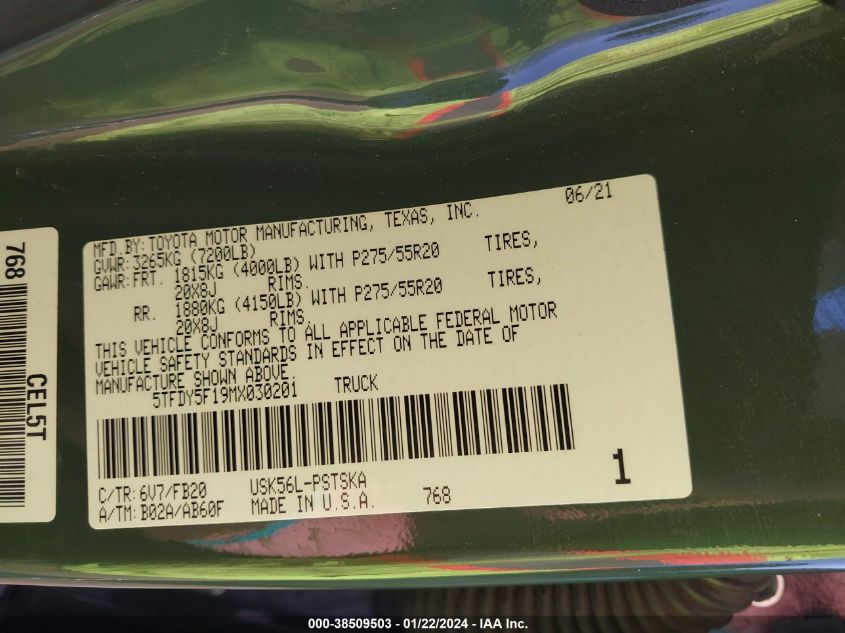 MFD.BY:TOYOTA MOTOR MANUFACTURING, TEXAS, INC. 06/21
GVWR:3265KG (7200LB)
GAWR:FRT. 1815KG (4000LB) WITH P275/55R20 TIRES,
20X8J RIMS.
RR. 1880KG (4150LB) WITH P275/55R20 TIRES,
20X8J RIMS.
THIS VEHICLE CONFORMS TO ALL APPLICABLE FEDERAL MOTOR
VEHICLE SAFETY STANDARDS IN EFFECT ON THE DATE OF
MANUFACTURE SHOWN ABOVE.
5TFDY5F19MX030201 TRUCK
C/TR:6V7/FB20 USK56L-PSTSKA
A/TM:B02A/AB60F MADE IN U.S.A. 768
1
768
CEL5T
000-38509503 - 01/22/2024 - IAA Inc.